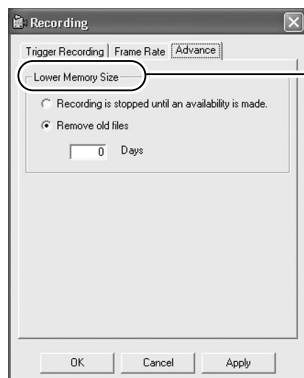 Recording
Trigger Recording Frame Rate Advance
Lower Memory Size
Recording is stopped until an availability is made.
Remove old files
0 Days
OK Cancel Apply